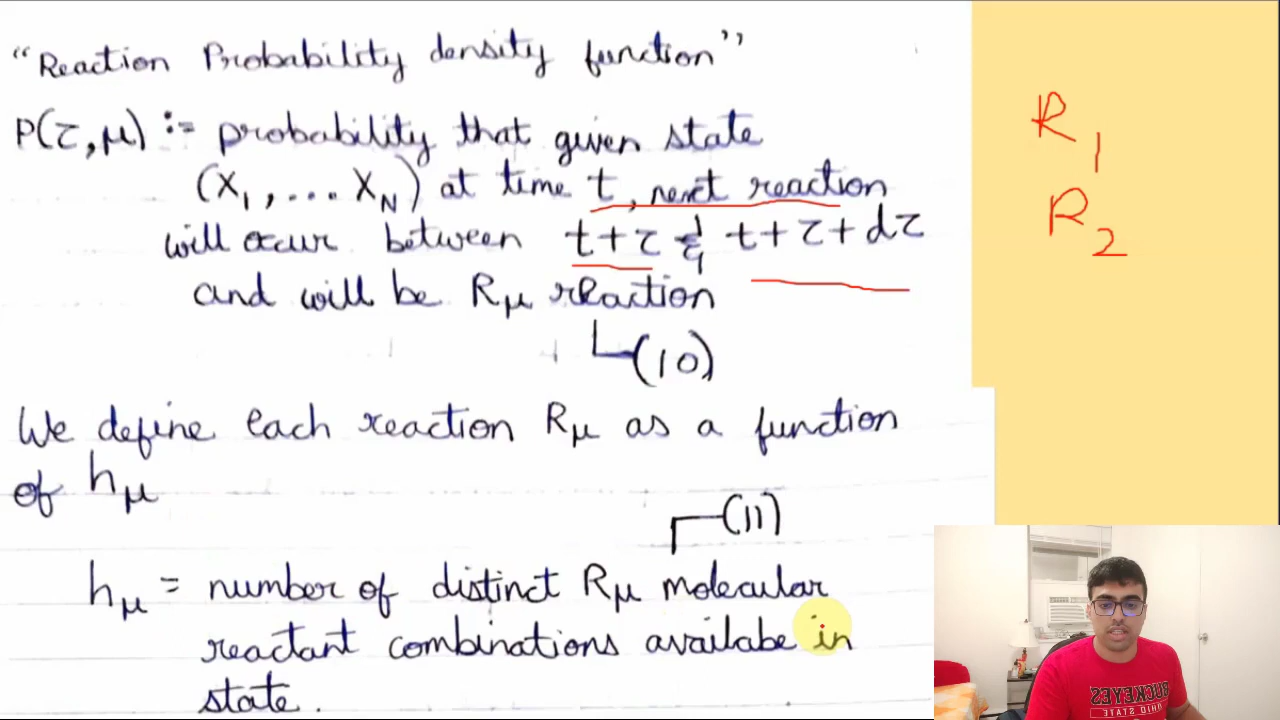 “Reaction Probability density function”
P(τ,μ) := probability that given state
(X₁, ... X_N) at time t, next reaction
will occur between t+τ & t+τ+dτ
and will be Rμ reaction
(10)
We define each reaction Rμ as a function
of hμ
(11)
hμ = number of distinct Rμ molecular
reactant combinations availabe in
state.
R₁
R₂
BUCKEYES
OHIO STATE